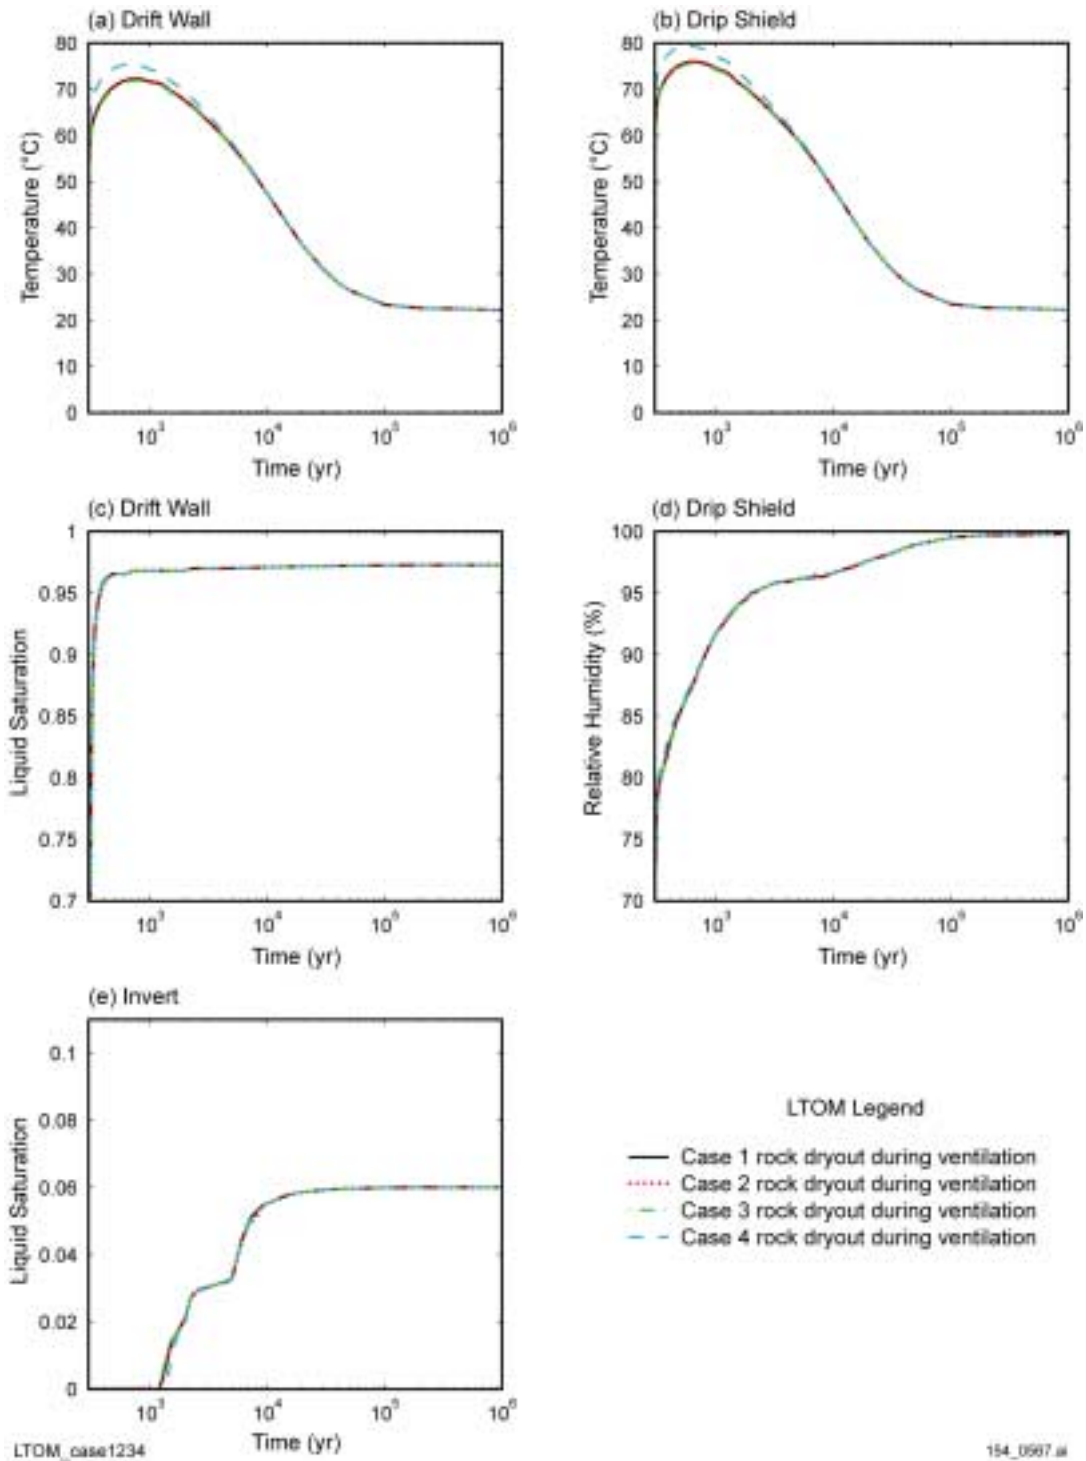 (a) Drift Wall
80
70
60
50
40
30
20
10
0
Temperature (°C)
10³ 10⁴ 10⁵ 10⁶
Time (yr)
(b) Drip Shield
80
70
60
50
40
30
20
10
0
Temperature (°C)
10³ 10⁴ 10⁵ 10⁶
Time (yr)
(c) Drift Wall
1
0.95
0.9
0.85
0.8
0.75
0.7
Liquid Saturation
10³ 10⁴ 10⁵ 10⁶
Time (yr)
(d) Drip Shield
100
95
90
85
80
75
70
Relative Humidity (%)
10³ 10⁴ 10⁵ 10⁶
Time (yr)
(e) Invert
0.1
0.08
0.06
0.04
0.02
0
Liquid Saturation
10³ 10⁴ 10⁵ 10⁶
Time (yr)
LTOM Legend
Case 1 rock dryout during ventilation
Case 2 rock dryout during ventilation
Case 3 rock dryout during ventilation
Case 4 rock dryout during ventilation
LTOM_case1234
154_0567.ai